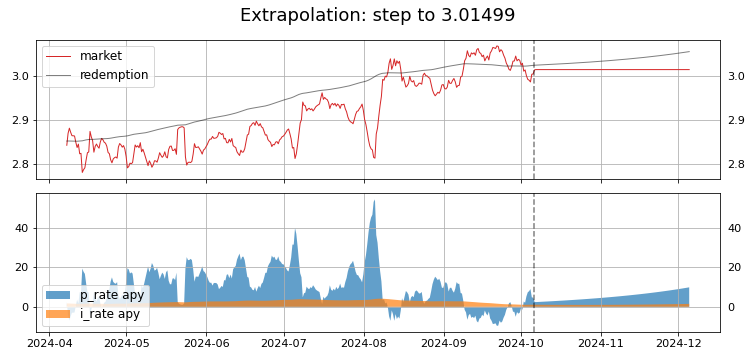 Extrapolation: step to 3.01499
market
redemption
3.0 3.0
2.9 2.9
2.8 2.8
40 40
20 20
0 0
p_rate apy
i_rate apy
2024-04 2024-05 2024-06 2024-07 2024-08 2024-09 2024-10 2024-11 2024-12